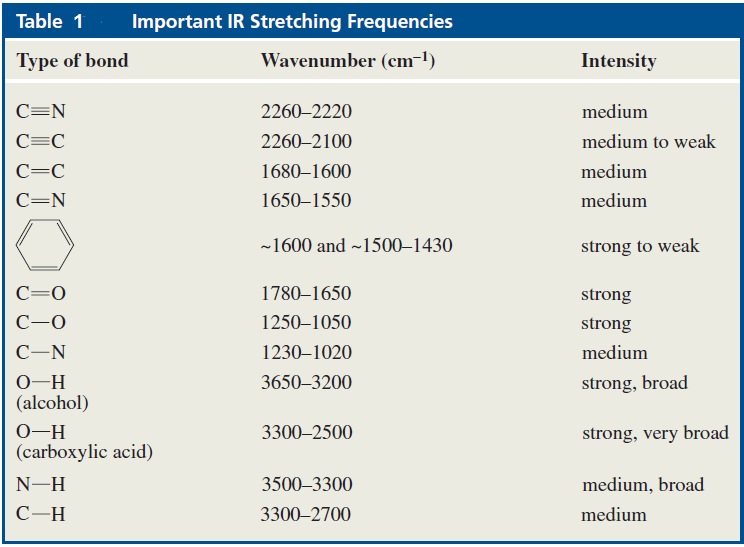 Table 1 Important IR Stretching Frequencies
Type of bond Wavenumber (cm⁻¹) Intensity
C≡N 2260–2220 medium
C≡C 2260–2100 medium to weak
C=C 1680–1600 medium
C=N 1650–1550 medium
~1600 and ~1500–1430 strong to weak
C=O 1780–1650 strong
C—O 1250–1050 strong
C—N 1230–1020 medium
O—H 3650–3200 strong, broad
(alcohol)
O—H 3300–2500 strong, very broad
(carboxylic acid)
N—H 3500–3300 medium, broad
C—H 3300–2700 medium